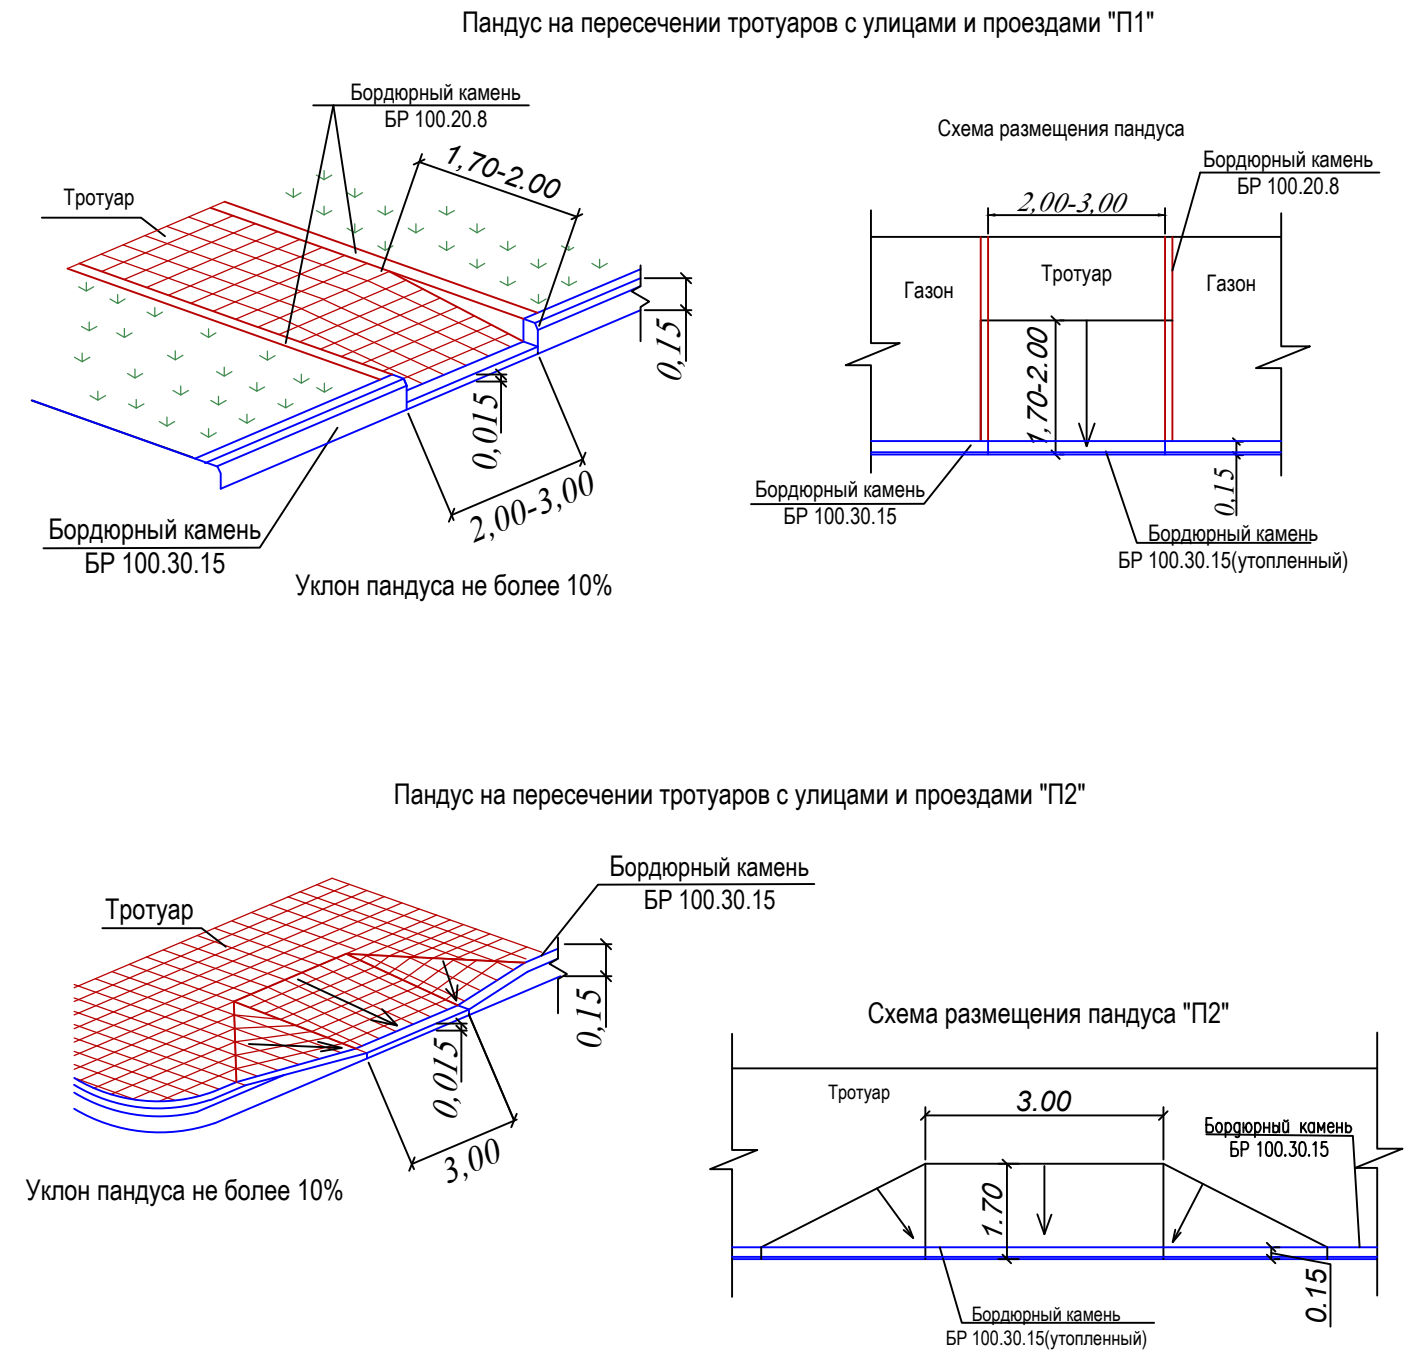 Пандус на пересечении тротуаров с улицами и проездами "П1"
Бордюрный камень
БР 100.20.8
1,70-2.00
Тротуар
0,15
0,015
2,00-3,00
Бордюрный камень
БР 100.30.15
Уклон пандуса не более 10%
Схема размещения пандуса
Бордюрный камень
БР 100.20.8
2,00-3,00
Газон
Тротуар
Газон
1,70-2.00
0,15
Бордюрный камень
БР 100.30.15
Бордюрный камень
БР 100.30.15(утопленный)
Пандус на пересечении тротуаров с улицами и проездами "П2"
Бордюрный камень
БР 100.30.15
Тротуар
0,15
0,015
3,00
Уклон пандуса не более 10%
Схема размещения пандуса "П2"
Тротуар
3.00
Бордюрный камень
БР 100.30.15
1.70
0.15
Бордюрный камень
БР 100.30.15(утопленный)